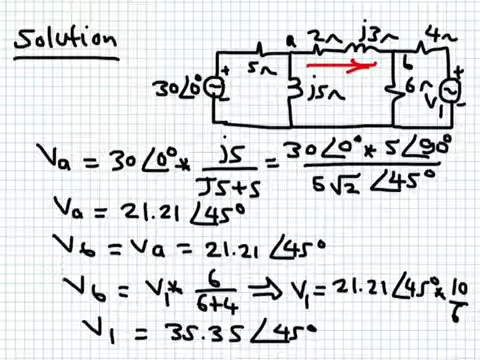 Solution
a 2Ω j3Ω 4Ω
5Ω b
30∠0° + - j5Ω 6Ω V1 + -
Va = 30∠0° * j5 / (J5+5) = 30∠0° * 5∠90° / (5√2 ∠45°)
Va = 21.21 ∠45°
Vb = Va = 21.21 ∠45°
Vb = V1 * 6 / (6+4) ⟹ V1 = 21.21 ∠45° * 10 / 6
V1 = 35.35 ∠45°